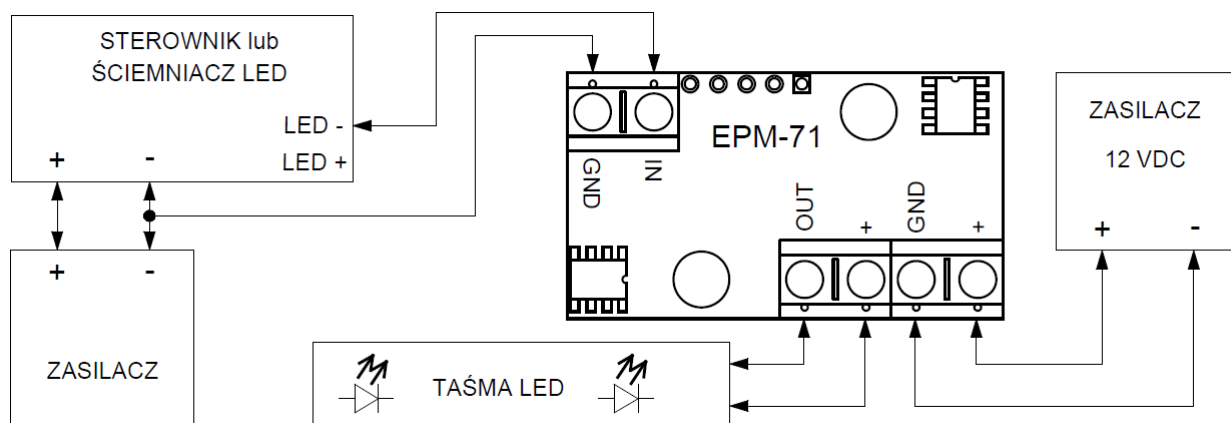 STEROWNIK lub
ŚCIEMNIACZ LED
LED -
LED +
+ -
+ -
ZASILACZ
GND
IN
EPM-71
OUT
+
GND
+
TAŚMA LED
ZASILACZ
12 VDC
+ -